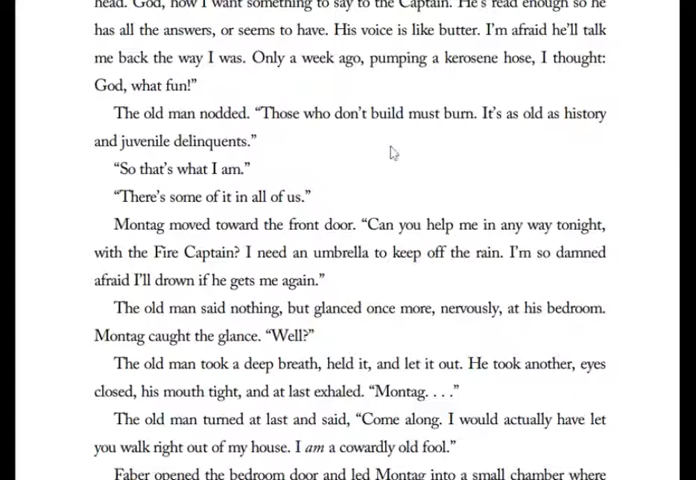 head. God, how I want something to say to the Captain. He's read enough so he
has all the answers, or seems to have. His voice is like butter. I'm afraid he'll talk
me back the way I was. Only a week ago, pumping a kerosene hose, I thought:
God, what fun!”
The old man nodded. “Those who don't build must burn. It's as old as history
and juvenile delinquents.”
“So that's what I am.”
“There's some of it in all of us.”
Montag moved toward the front door. “Can you help me in any way tonight,
with the Fire Captain? I need an umbrella to keep off the rain. I'm so damned
afraid I'll drown if he gets me again.”
The old man said nothing, but glanced once more, nervously, at his bedroom.
Montag caught the glance. “Well?”
The old man took a deep breath, held it, and let it out. He took another, eyes
closed, his mouth tight, and at last exhaled. “Montag. . . .”
The old man turned at last and said, “Come along. I would actually have let
you walk right out of my house. I am a cowardly old fool.”
Faber opened the bedroom door and led Montag into a small chamber where